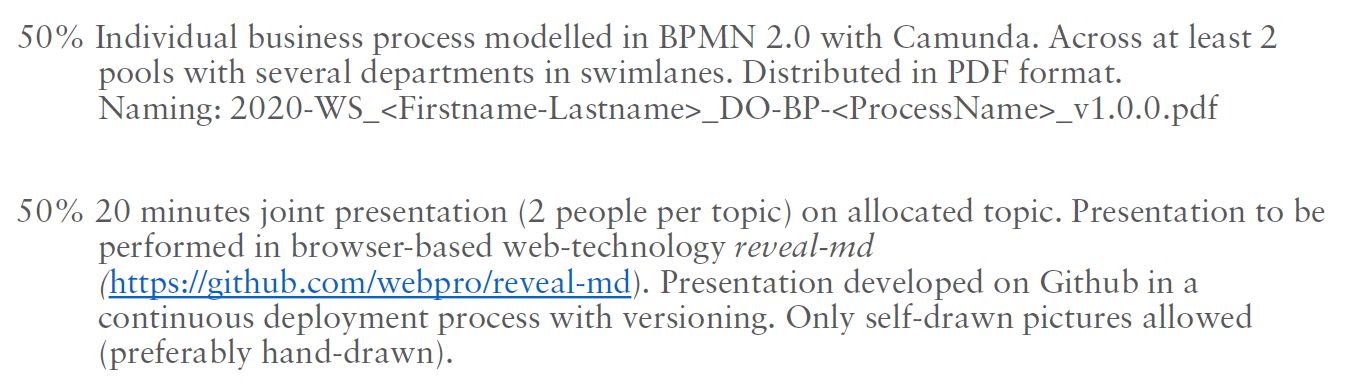 50% Individual business process modelled in BPMN 2.0 with Camunda. Across at least 2
pools with several departments in swimlanes. Distributed in PDF format.
Naming: 2020-WS_<Firstname-Lastname>_DO-BP-<ProcessName>_v1.0.0.pdf
50% 20 minutes joint presentation (2 people per topic) on allocated topic. Presentation to be
performed in browser-based web-technology reveal-md
(https://github.com/webpro/reveal-md). Presentation developed on Github in a
continuous deployment process with versioning. Only self-drawn pictures allowed
(preferably hand-drawn).